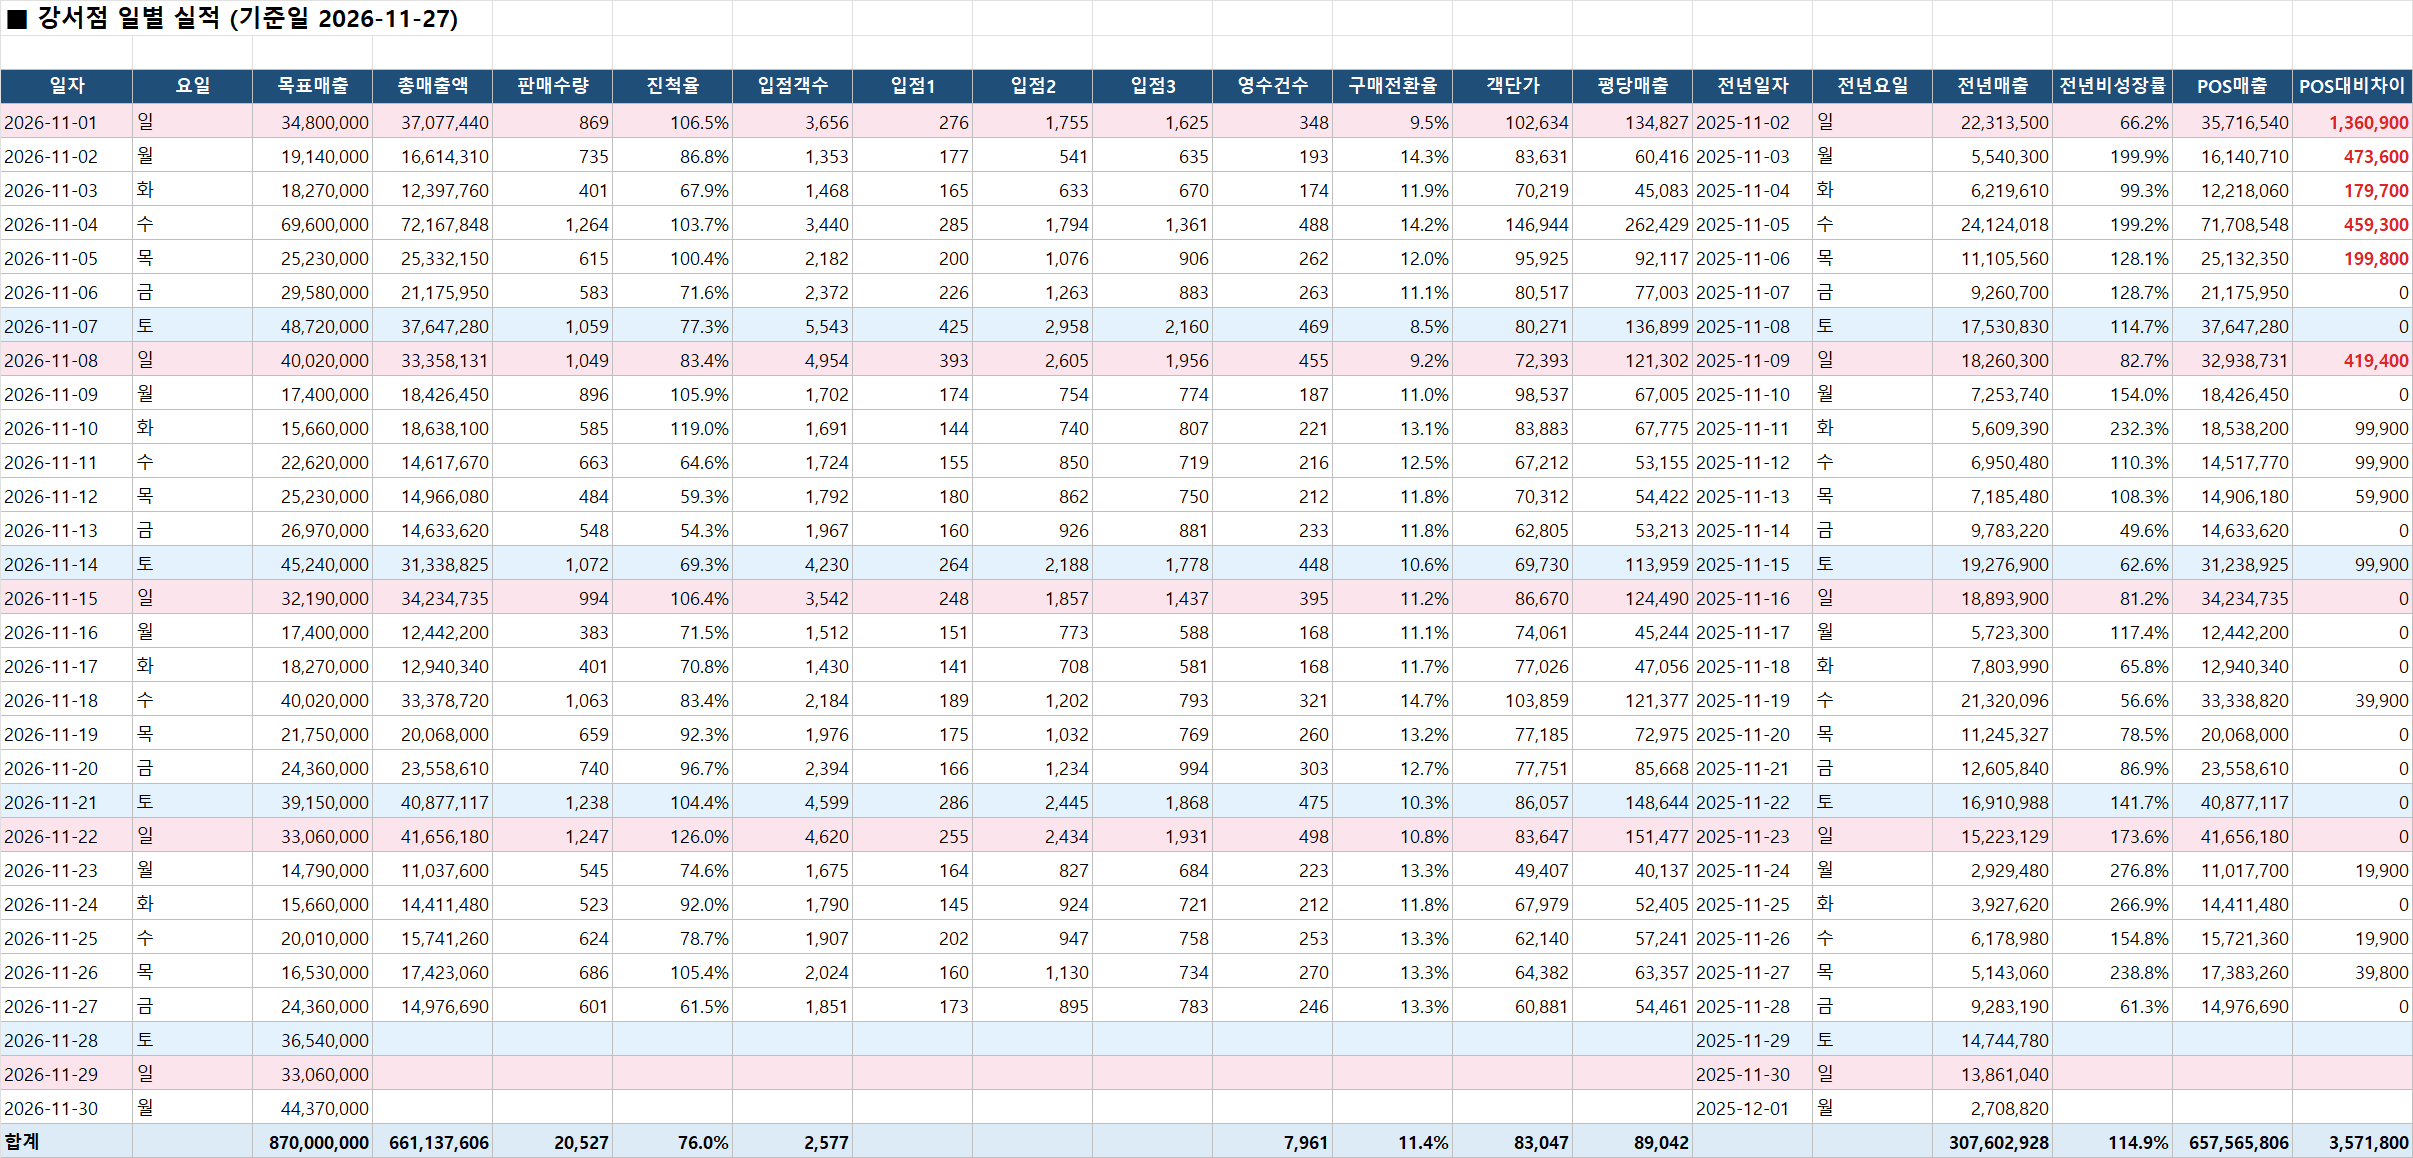 ■ 강서점 일별 실적 (기준일 2026-11-27)
일자 요일 목표매출 총매출액 판매수량 진척율 입점객수 입점1 입점2 입점3 영수건수 구매전환율 객단가 평당매출 전년일자 전년요일 전년매출 전년비성장률 POS매출 POS대비차이
2026-11-01 일 34,800,000 37,077,440 869 106.5% 3,656 276 1,755 1,625 348 9.5% 102,634 134,827 2025-11-02 일 22,313,500 66.2% 35,716,540 1,360,900
2026-11-02 월 19,140,000 16,614,310 735 86.8% 1,353 177 541 635 193 14.3% 83,631 60,416 2025-11-03 월 5,540,300 199.9% 16,140,710 473,600
2026-11-03 화 18,270,000 12,397,760 401 67.9% 1,468 165 633 670 174 11.9% 70,219 45,083 2025-11-04 화 6,219,610 99.3% 12,218,060 179,700
2026-11-04 수 69,600,000 72,167,848 1,264 103.7% 3,440 285 1,794 1,361 488 14.2% 146,944 262,429 2025-11-05 수 24,124,018 199.2% 71,708,548 459,300
2026-11-05 목 25,230,000 25,332,150 615 100.4% 2,182 200 1,076 906 262 12.0% 95,925 92,117 2025-11-06 목 11,105,560 128.1% 25,132,350 199,800
2026-11-06 금 29,580,000 21,175,950 583 71.6% 2,372 226 1,263 883 263 11.1% 80,517 77,003 2025-11-07 금 9,260,700 128.7% 21,175,950 0
2026-11-07 토 48,720,000 37,647,280 1,059 77.3% 5,543 425 2,958 2,160 469 8.5% 80,271 136,899 2025-11-08 토 17,530,830 114.7% 37,647,280 0
2026-11-08 일 40,020,000 33,358,131 1,049 83.4% 4,954 393 2,605 1,956 455 9.2% 72,393 121,302 2025-11-09 일 18,260,300 82.7% 32,938,731 419,400
2026-11-09 월 17,400,000 18,426,450 896 105.9% 1,702 174 754 774 187 11.0% 98,537 67,005 2025-11-10 월 7,253,740 154.0% 18,426,450 0
2026-11-10 화 15,660,000 18,638,100 585 119.0% 1,691 144 740 807 221 13.1% 83,883 67,775 2025-11-11 화 5,609,390 232.3% 18,538,200 99,900
2026-11-11 수 22,620,000 14,617,670 663 64.6% 1,724 155 850 719 216 12.5% 67,212 53,155 2025-11-12 수 6,950,480 110.3% 14,517,770 99,900
2026-11-12 목 25,230,000 14,966,080 484 59.3% 1,792 180 862 750 212 11.8% 70,312 54,422 2025-11-13 목 7,185,480 108.3% 14,906,180 59,900
2026-11-13 금 26,970,000 14,633,620 548 54.3% 1,967 160 926 881 233 11.8% 62,805 53,213 2025-11-14 금 9,783,220 49.6% 14,633,620 0
2026-11-14 토 45,240,000 31,338,825 1,072 69.3% 4,230 264 2,188 1,778 448 10.6% 69,730 113,959 2025-11-15 토 19,276,900 62.6% 31,238,925 99,900
2026-11-15 일 32,190,000 34,234,735 994 106.4% 3,542 248 1,857 1,437 395 11.2% 86,670 124,490 2025-11-16 일 18,893,900 81.2% 34,234,735 0
2026-11-16 월 17,400,000 12,442,200 383 71.5% 1,512 151 773 588 168 11.1% 74,061 45,244 2025-11-17 월 5,723,300 117.4% 12,442,200 0
2026-11-17 화 18,270,000 12,940,340 401 70.8% 1,430 141 708 581 168 11.7% 77,026 47,056 2025-11-18 화 7,803,990 65.8% 12,940,340 0
2026-11-18 수 40,020,000 33,378,720 1,063 83.4% 2,184 189 1,202 793 321 14.7% 103,859 121,377 2025-11-19 수 21,320,096 56.6% 33,338,820 39,900
2026-11-19 목 21,750,000 20,068,000 659 92.3% 1,976 175 1,032 769 260 13.2% 77,185 72,975 2025-11-20 목 11,245,327 78.5% 20,068,000 0
2026-11-20 금 24,360,000 23,558,610 740 96.7% 2,394 166 1,234 994 303 12.7% 77,751 85,668 2025-11-21 금 12,605,840 86.9% 23,558,610 0
2026-11-21 토 39,150,000 40,877,117 1,238 104.4% 4,599 286 2,445 1,868 475 10.3% 86,057 148,644 2025-11-22 토 16,910,988 141.7% 40,877,117 0
2026-11-22 일 33,060,000 41,656,180 1,247 126.0% 4,620 255 2,434 1,931 498 10.8% 83,647 151,477 2025-11-23 일 15,223,129 173.6% 41,656,180 0
2026-11-23 월 14,790,000 11,037,600 545 74.6% 1,675 164 827 684 223 13.3% 49,407 40,137 2025-11-24 월 2,929,480 276.8% 11,017,700 19,900
2026-11-24 화 15,660,000 14,411,480 523 92.0% 1,790 145 924 721 212 11.8% 67,979 52,405 2025-11-25 화 3,927,620 266.9% 14,411,480 0
2026-11-25 수 20,010,000 15,741,260 624 78.7% 1,907 202 947 758 253 13.3% 62,140 57,241 2025-11-26 수 6,178,980 154.8% 15,721,360 19,900
2026-11-26 목 16,530,000 17,423,060 686 105.4% 2,024 160 1,130 734 270 13.3% 64,382 63,357 2025-11-27 목 5,143,060 238.8% 17,383,260 39,800
2026-11-27 금 24,360,000 14,976,690 601 61.5% 1,851 173 895 783 246 13.3% 60,881 54,461 2025-11-28 금 9,283,190 61.3% 14,976,690 0
2026-11-28 토 36,540,000 2025-11-29 토 14,744,780
2026-11-29 일 33,060,000 2025-11-30 일 13,861,040
2026-11-30 월 44,370,000 2025-12-01 월 2,708,820
합계 870,000,000 661,137,606 20,527 76.0% 2,577 7,961 11.4% 83,047 89,042 307,602,928 114.9% 657,565,806 3,571,800